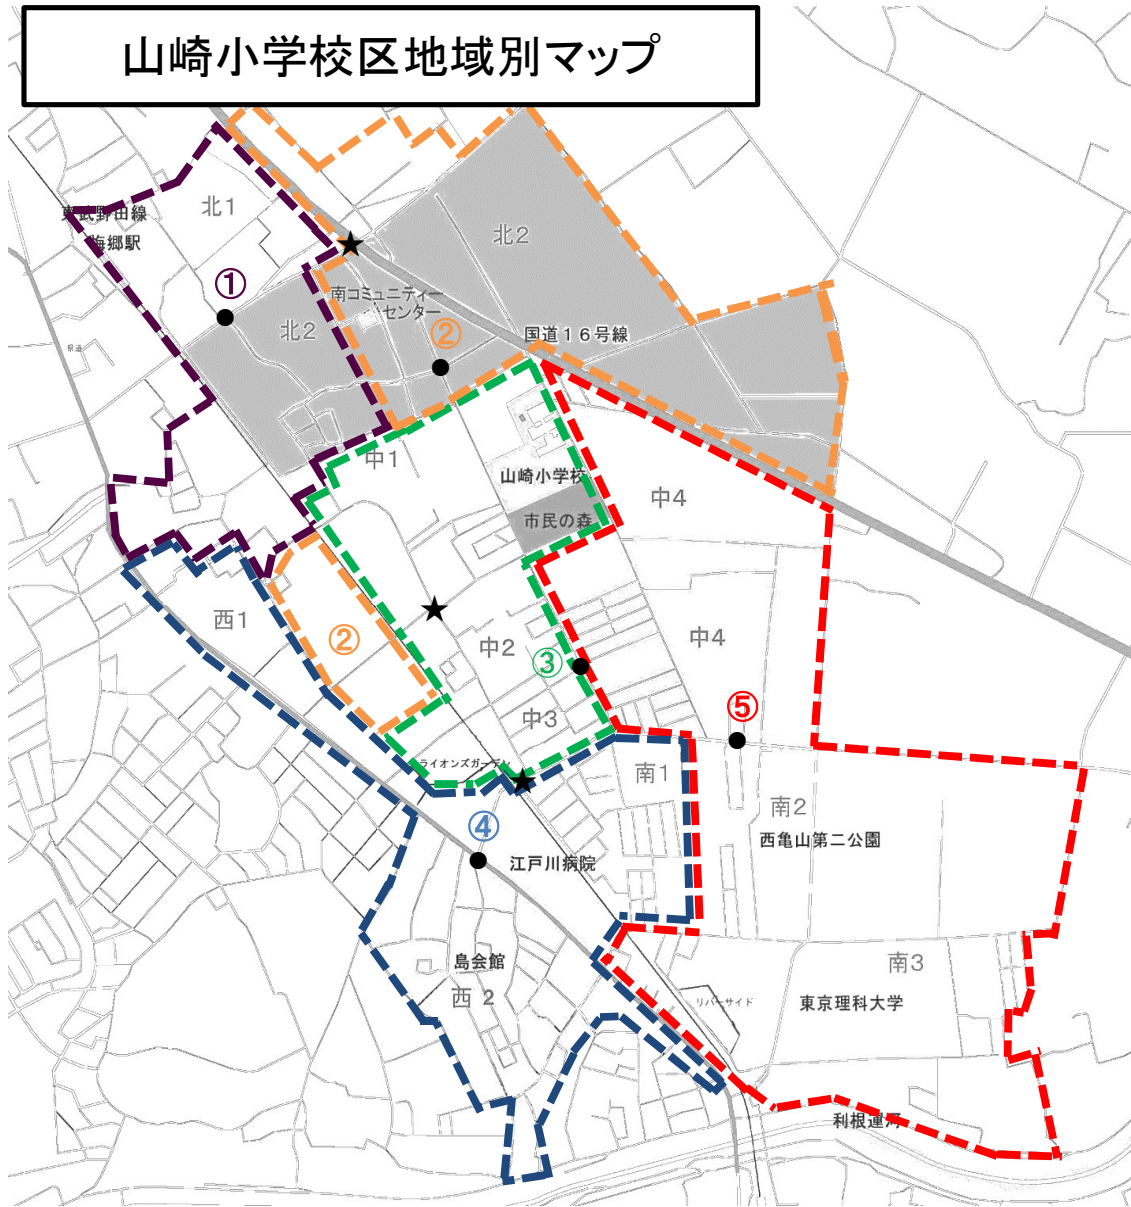 山崎小学校区地域別マップ
北1
東武野田線
梅郷駅
北2
①
南コミュニティー
センター
北2
②
国道１６号線
県道
中1
山崎小学校
中4
市民の森
西1
②
中2
中4
③
中3
⑤
ライオンズガーデン
南1
南2
④
西亀山第二公園
江戸川病院
島会館
南3
西 2
リバーサイド
東京理科大学
利根運河